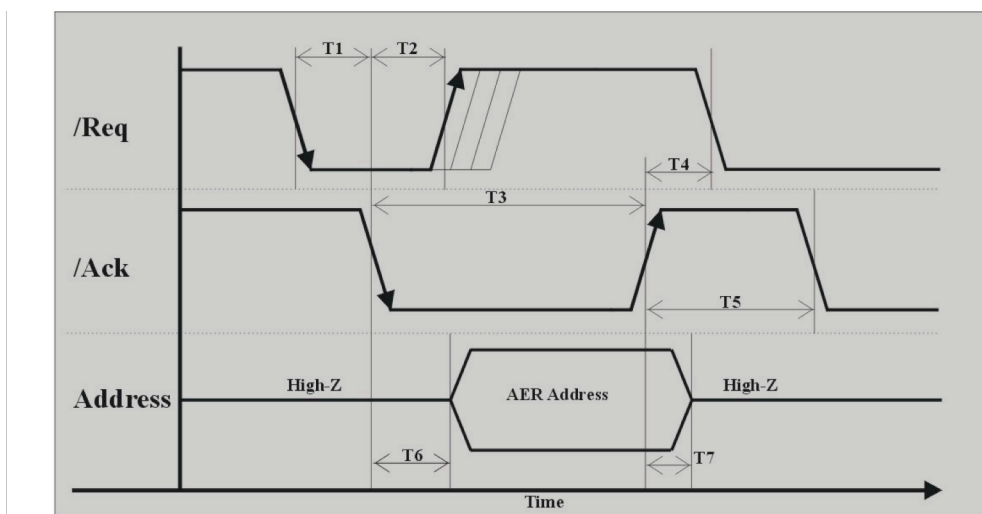 T1
T2
/Req
T4
T3
/Ack
T5
High-Z
High-Z
Address
AER Address
T6
T7
Time